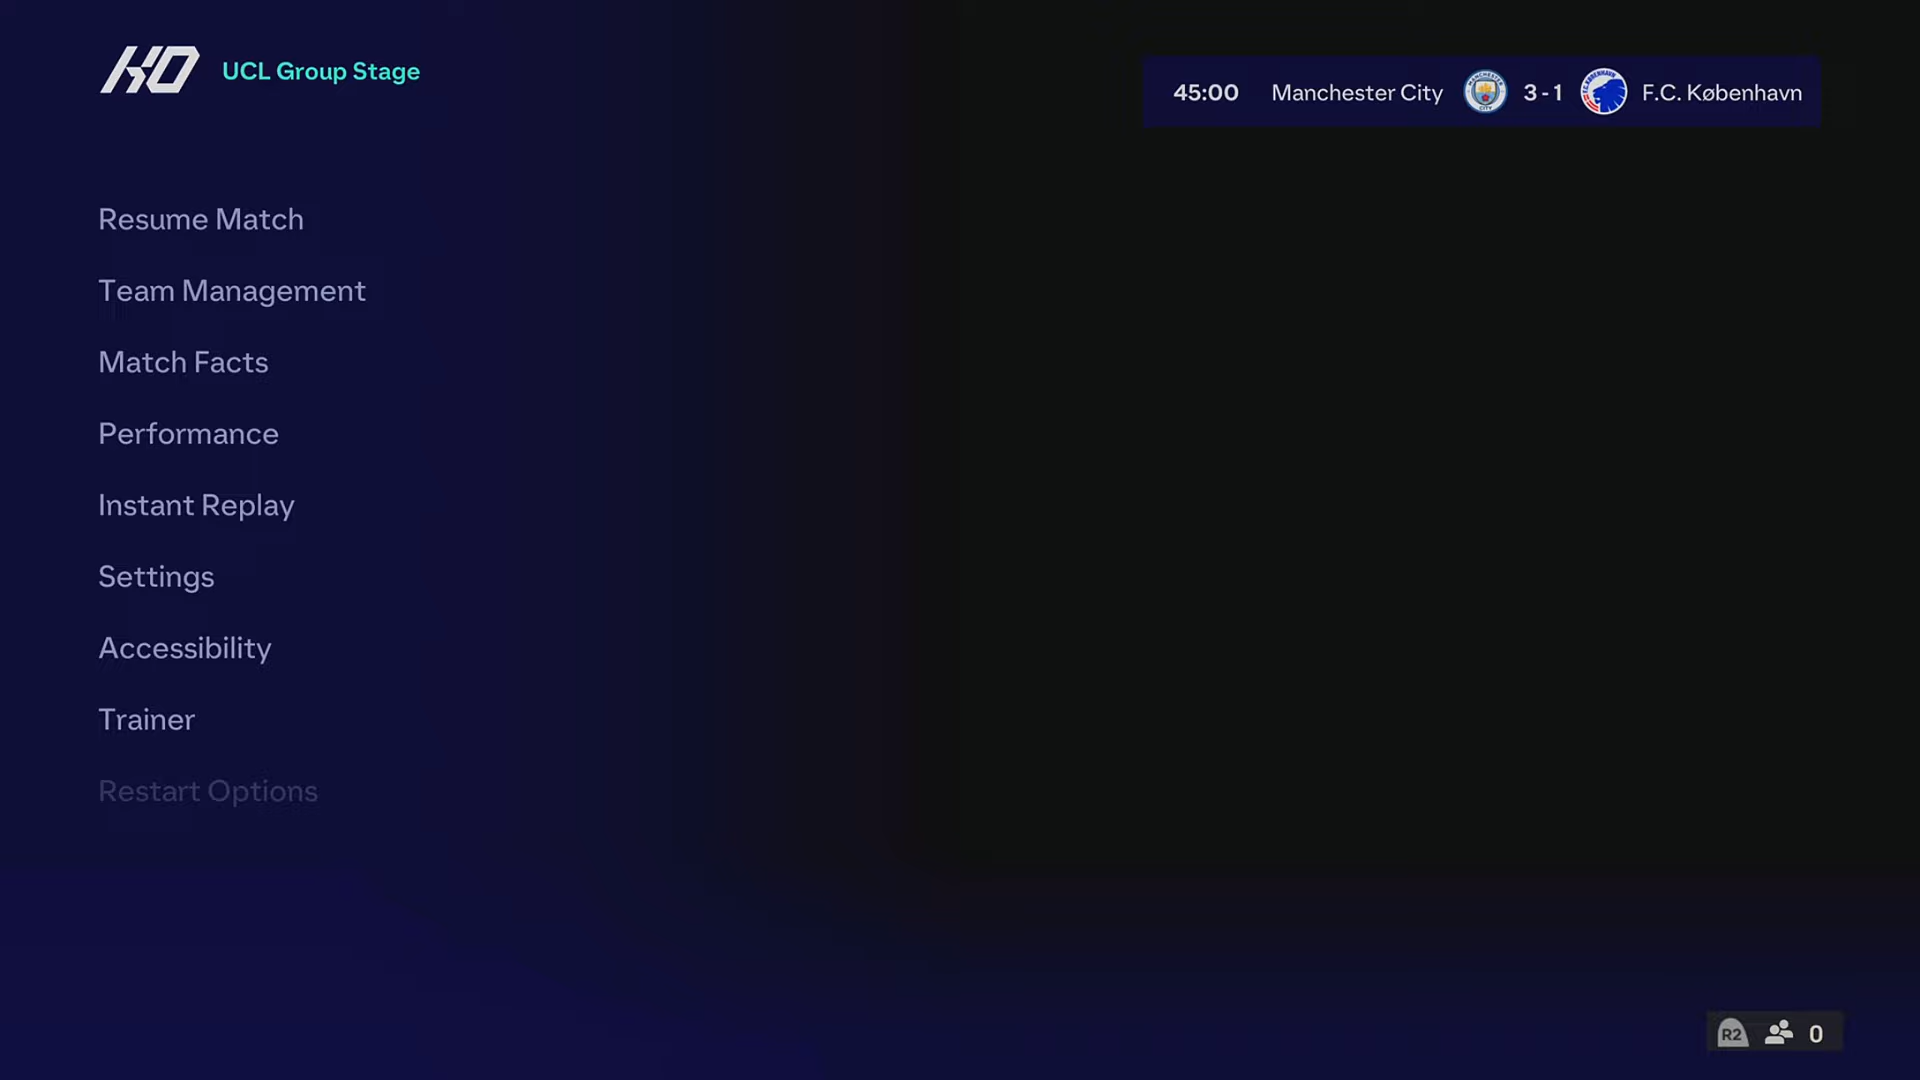 KO UCL Group Stage
45:00 Manchester City 3 - 1 F.C. København
Resume Match
Team Management
Match Facts
Performance
Instant Replay
Settings
Accessibility
Trainer
Restart Options
R2 0